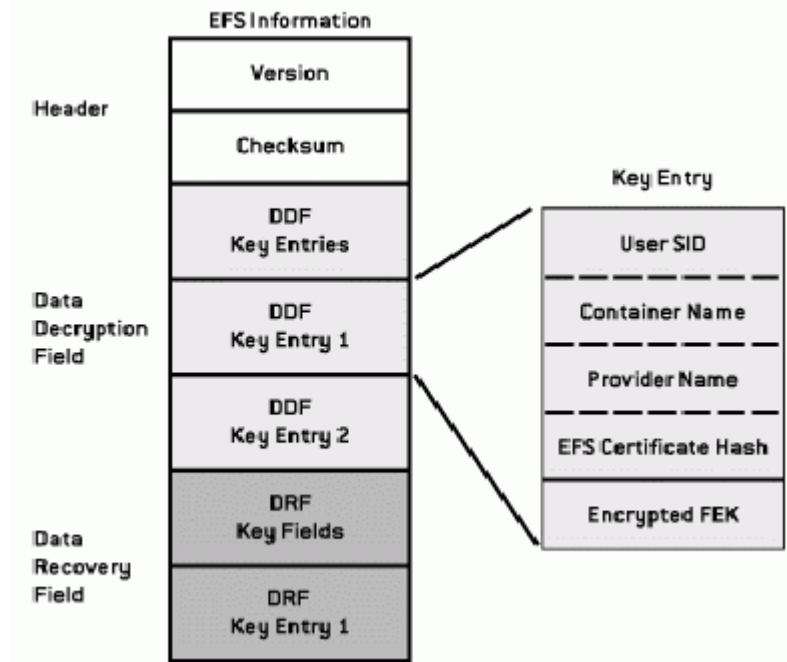 EFS Information
Header
Version
Checksum
Data
Decryption
Field
DDF
Key Entries
DDF
Key Entry 1
DDF
Key Entry 2
Data
Recovery
Field
DRF
Key Fields
DRF
Key Entry 1
Key Entry
User SID
Container Name
Provider Name
EFS Certificate Hash
Encrypted FEK